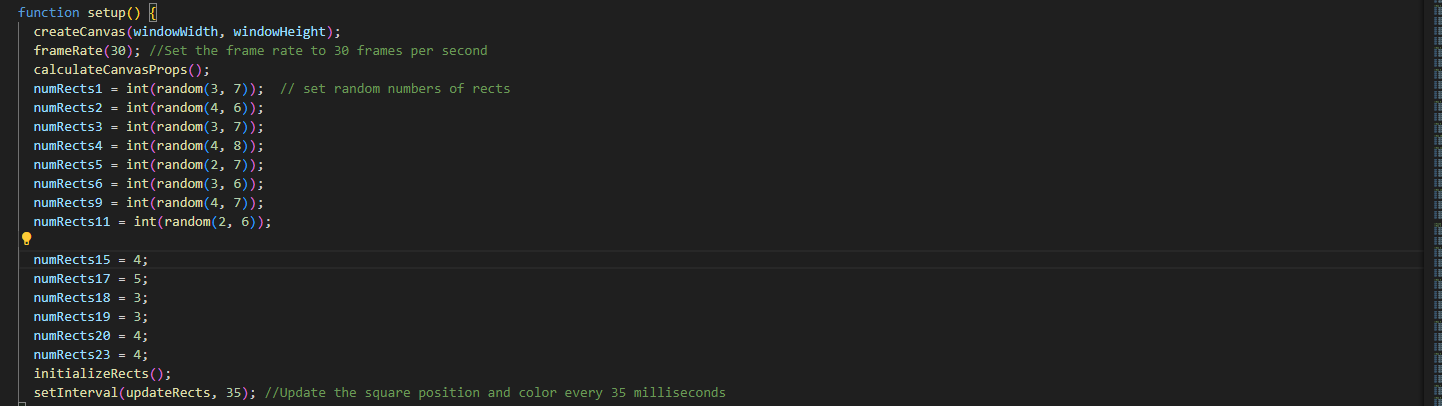 function setup() {
createCanvas(windowWidth, windowHeight);
frameRate(30); //Set the frame rate to 30 frames per second
calculateCanvasProps();
numRects1 = int(random(3, 7));  // set random numbers of rects
numRects2 = int(random(4, 6));
numRects3 = int(random(3, 7));
numRects4 = int(random(4, 8));
numRects5 = int(random(2, 7));
numRects6 = int(random(3, 6));
numRects9 = int(random(4, 7));
numRects11 = int(random(2, 6));
numRects15 = 4;
numRects17 = 5;
numRects18 = 3;
numRects19 = 3;
numRects20 = 4;
numRects23 = 4;
initializeRects();
setInterval(updateRects, 35); //Update the square position and color every 35 milliseconds